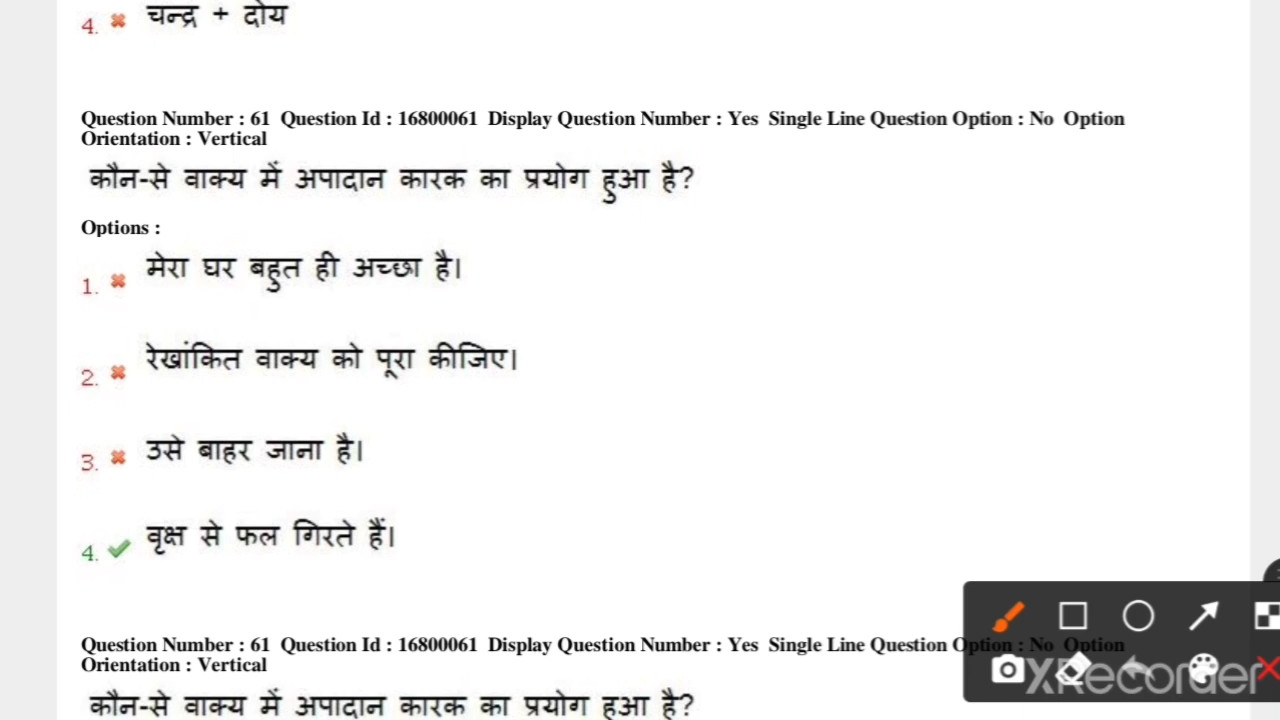 4. चन्द्र + दोय
Question Number : 61 Question Id : 16800061 Display Question Number : Yes Single Line Question Option : No Option
Orientation : Vertical
कौन-से वाक्य में अपादान कारक का प्रयोग हुआ है?
Options :
1. मेरा घर बहुत ही अच्छा है।
2. रेखांकित वाक्य को पूरा कीजिए।
3. उसे बाहर जाना है।
4. वृक्ष से फल गिरते हैं।
Question Number : 61 Question Id : 16800061 Display Question Number : Yes Single Line Question Option : No Option
Orientation : Vertical
कौन-से वाक्य में अपादान कारक का प्रयोग हुआ है?
XRecorder